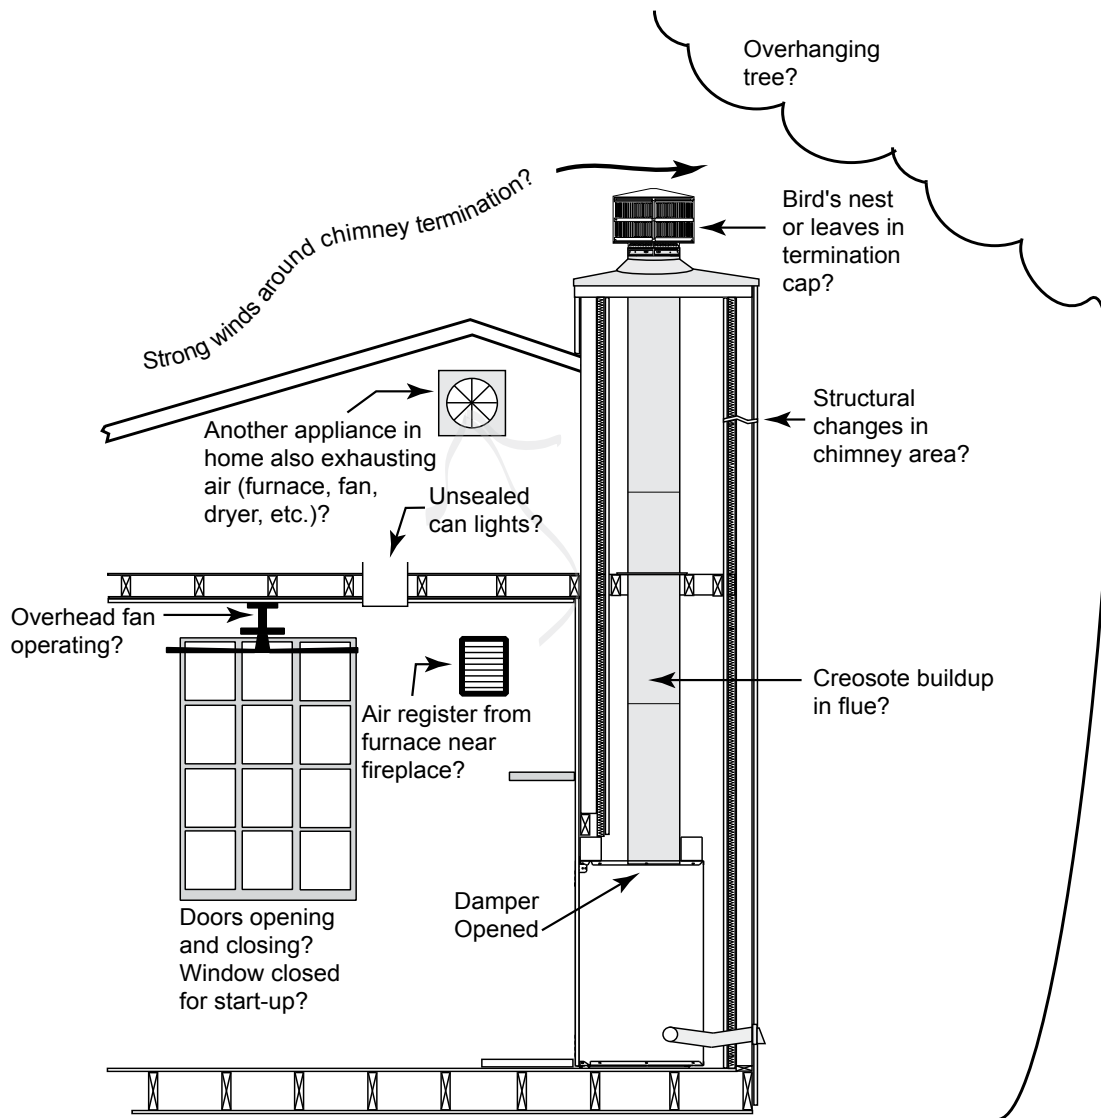 Overhanging
tree?
Strong winds around chimney termination?
Bird's nest
or leaves in
termination
cap?
Structural
changes in
chimney area?
Another appliance in
home also exhausting
air (furnace, fan,
dryer, etc.)?
Unsealed
can lights?
Overhead fan
operating?
Air register from
furnace near
fireplace?
Creosote buildup
in flue?
Damper
Opened
Doors opening
and closing?
Window closed
for start-up?